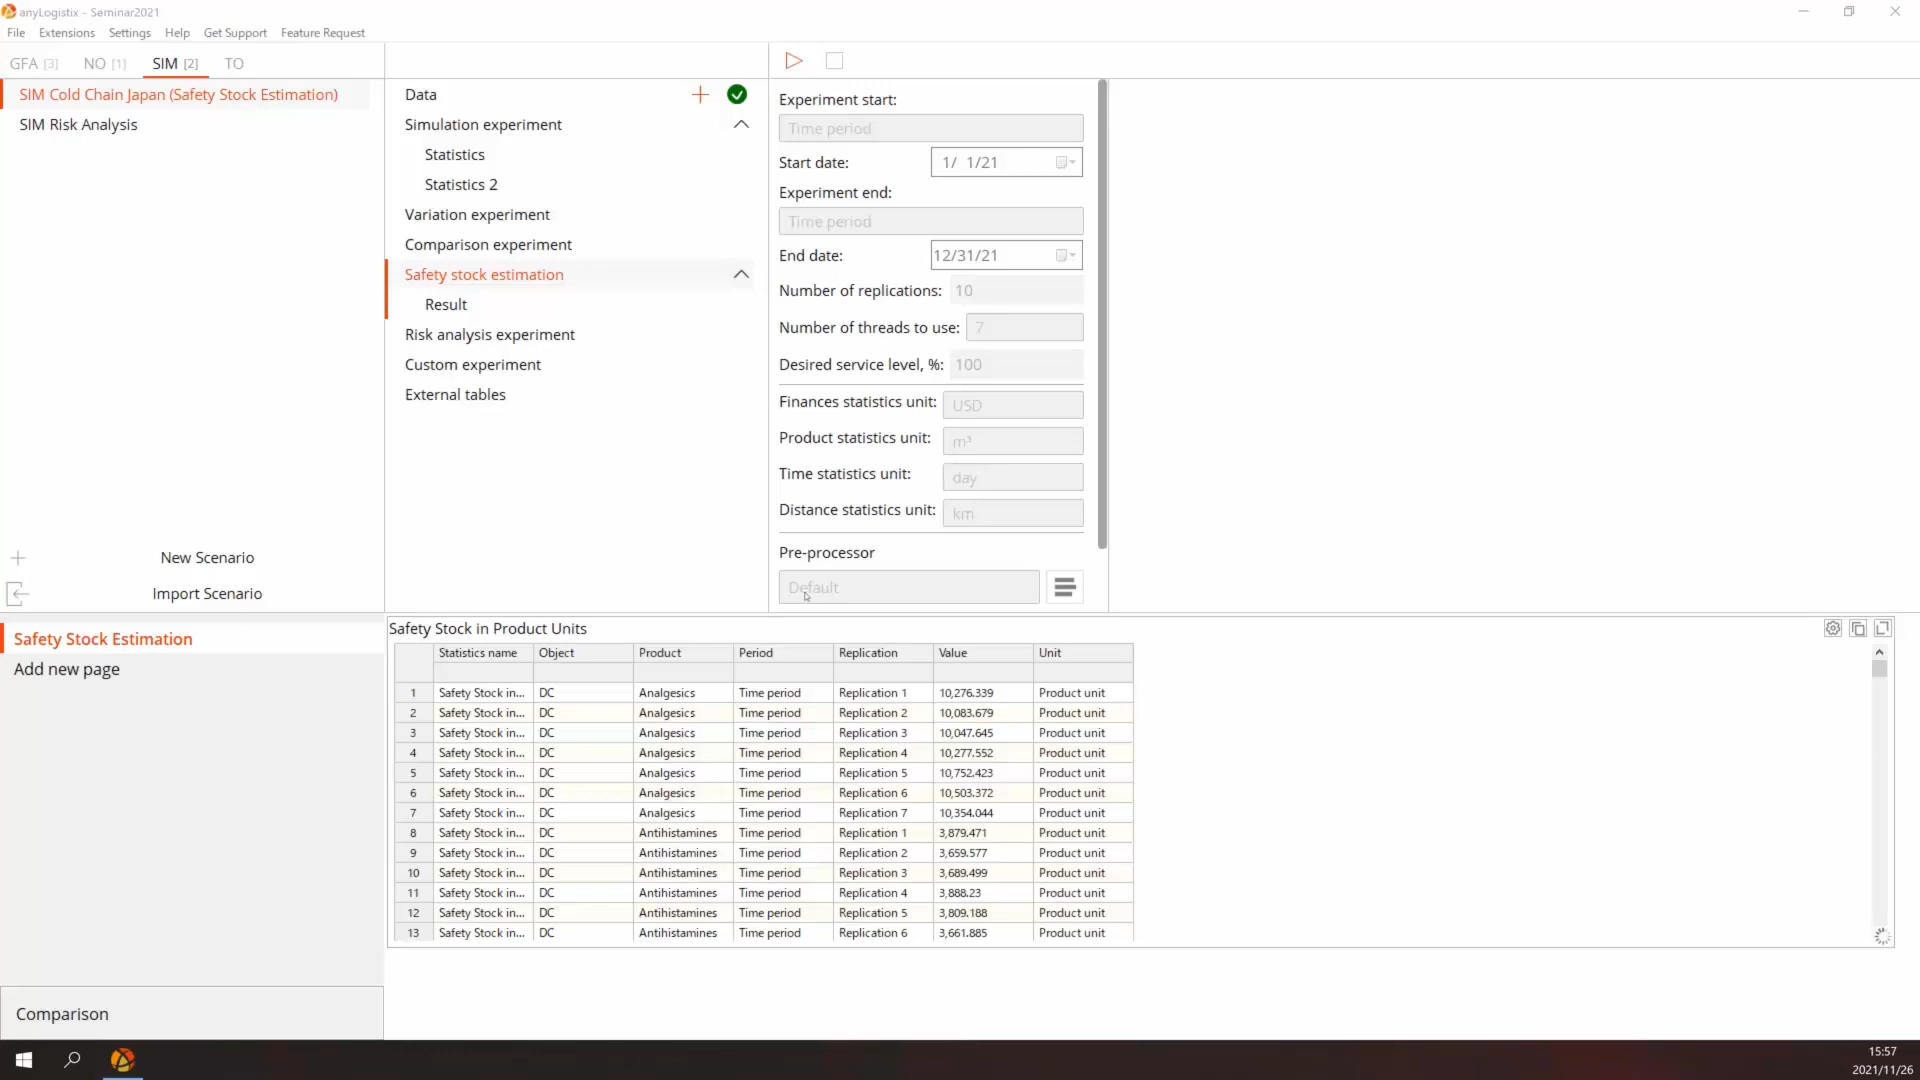 anyLogistix - Seminar2021
File Extensions Settings Help Get Support Feature Request
GFA [3] NO [1] SIM [2] TO
SIM Cold Chain Japan (Safety Stock Estimation)
SIM Risk Analysis
New Scenario
Import Scenario
Data
Simulation experiment
Statistics
Statistics 2
Variation experiment
Comparison experiment
Safety stock estimation
Result
Risk analysis experiment
Custom experiment
External tables
Experiment start:
Time period
Start date: 1/ 1/21
Experiment end:
Time period
End date: 12/31/21
Number of replications: 10
Number of threads to use: 7
Desired service level, %: 100
Finances statistics unit: USD
Product statistics unit: m³
Time statistics unit: day
Distance statistics unit: km
Pre-processor
Default
Safety Stock Estimation
Add new page
Comparison
Safety Stock in Product Units
Statistics name Object Product Period Replication Value Unit
1 Safety Stock in... DC Analgesics Time period Replication 1 10,276.339 Product unit
2 Safety Stock in... DC Analgesics Time period Replication 2 10,083.679 Product unit
3 Safety Stock in... DC Analgesics Time period Replication 3 10,047.645 Product unit
4 Safety Stock in... DC Analgesics Time period Replication 4 10,277.552 Product unit
5 Safety Stock in... DC Analgesics Time period Replication 5 10,752.423 Product unit
6 Safety Stock in... DC Analgesics Time period Replication 6 10,503.372 Product unit
7 Safety Stock in... DC Analgesics Time period Replication 7 10,354.044 Product unit
8 Safety Stock in... DC Antihistamines Time period Replication 1 3,879.471 Product unit
9 Safety Stock in... DC Antihistamines Time period Replication 2 3,659.577 Product unit
10 Safety Stock in... DC Antihistamines Time period Replication 3 3,689.499 Product unit
11 Safety Stock in... DC Antihistamines Time period Replication 4 3,888.23 Product unit
12 Safety Stock in... DC Antihistamines Time period Replication 5 3,809.188 Product unit
13 Safety Stock in... DC Antihistamines Time period Replication 6 3,661.885 Product unit
15:57
2021/11/26